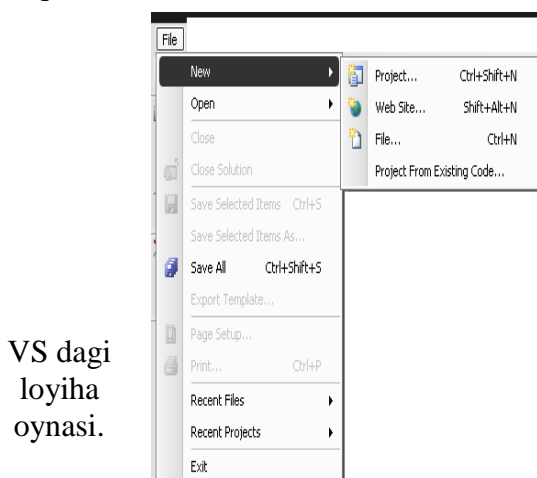 File
New
Project... Ctrl+Shift+N
Open
Web Site... Shift+Alt+N
Close
File... Ctrl+N
Close Solution
Project From Existing Code...
Save Selected Items Ctrl+S
Save Selected Items As...
Save All Ctrl+Shift+S
Export Template...
Page Setup...
Print... Ctrl+P
Recent Files
Recent Projects
Exit
VS dagi
loyiha
oynasi.